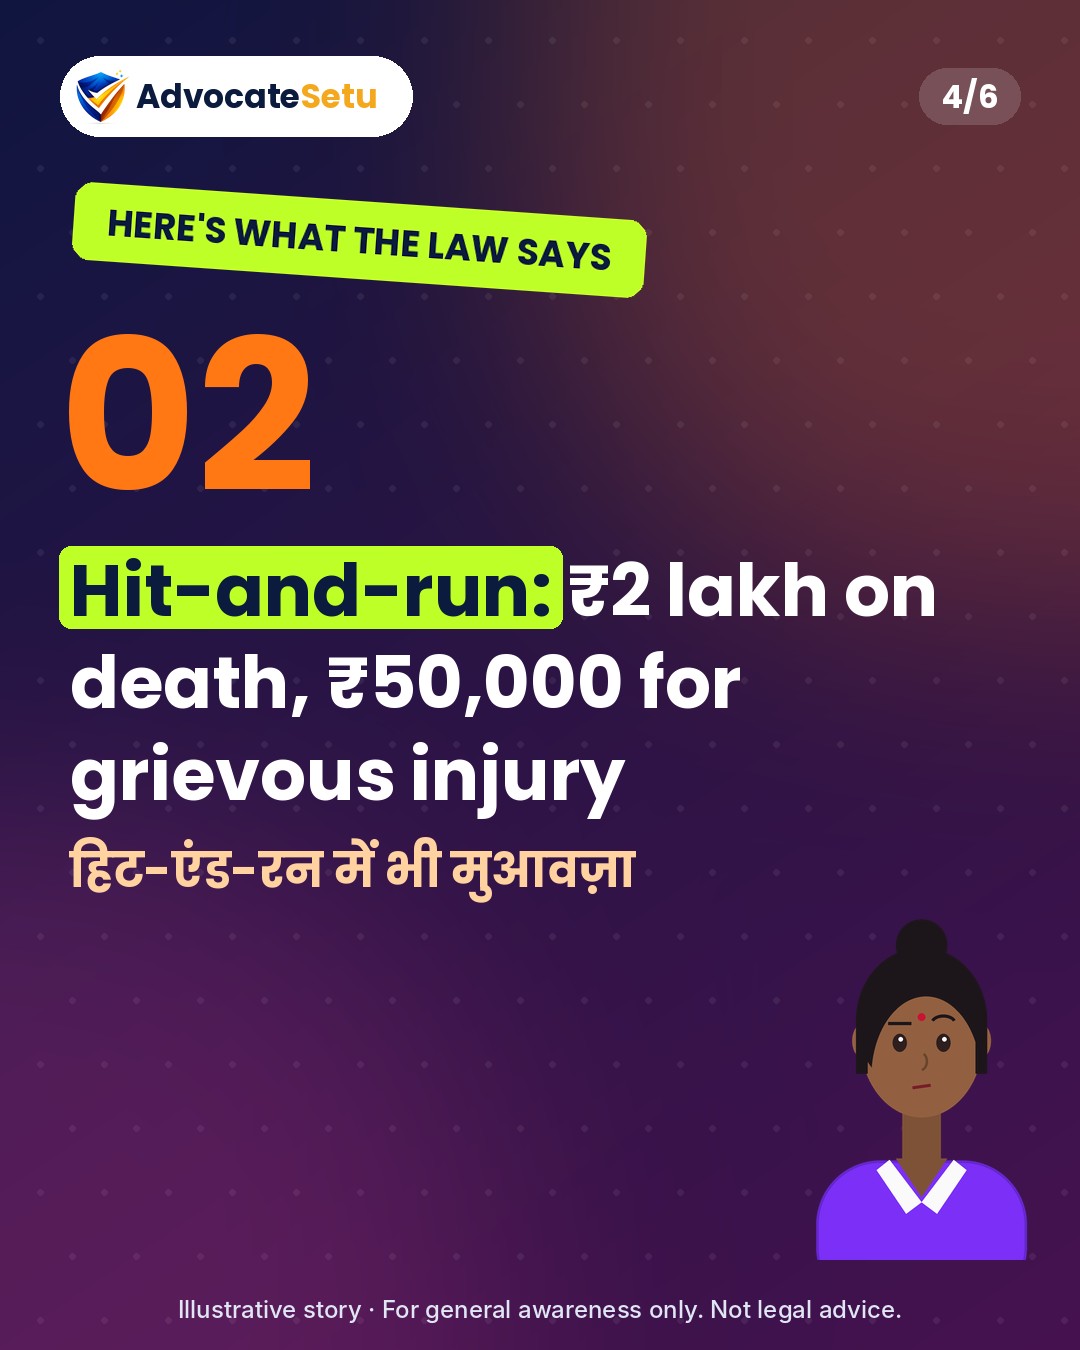 AdvocateSetu
4/6
HERE'S WHAT THE LAW SAYS
02
Hit-and-run: ₹2 lakh on
death, ₹50,000 for
grievous injury
हिट-एंड-रन में भी मुआवज़ा
Illustrative story · For general awareness only. Not legal advice.